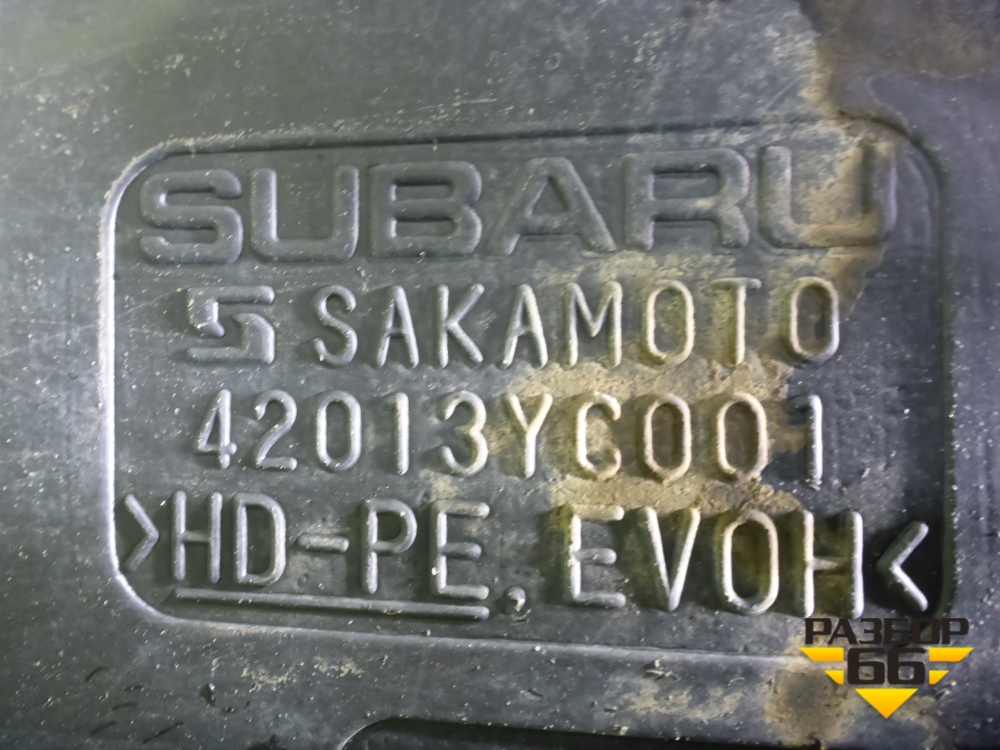 SUBARU
SAKAMOTO
42013YC001
>HD-PE, EVOH<
РАЗБОР
66